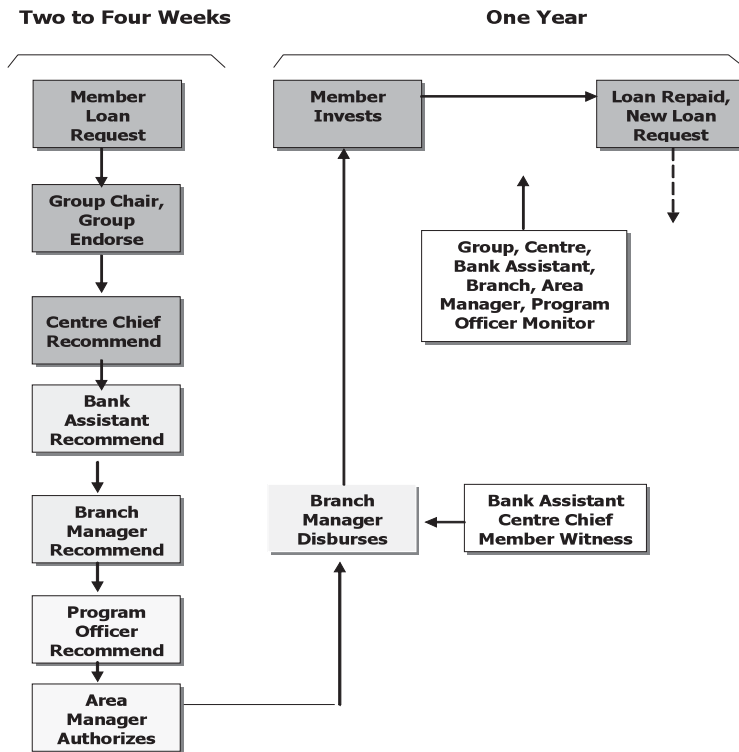 Two to Four Weeks
One Year
Member
Loan
Request
Group Chair,
Group
Endorse
Centre Chief
Recommend
Bank
Assistant
Recommend
Branch
Manager
Recommend
Program
Officer
Recommend
Area
Manager
Authorizes
Member
Invests
Loan Repaid,
New Loan
Request
Group, Centre,
Bank Assistant,
Branch, Area
Manager, Program
Officer Monitor
Branch
Manager
Disburses
Bank Assistant
Centre Chief
Member Witness